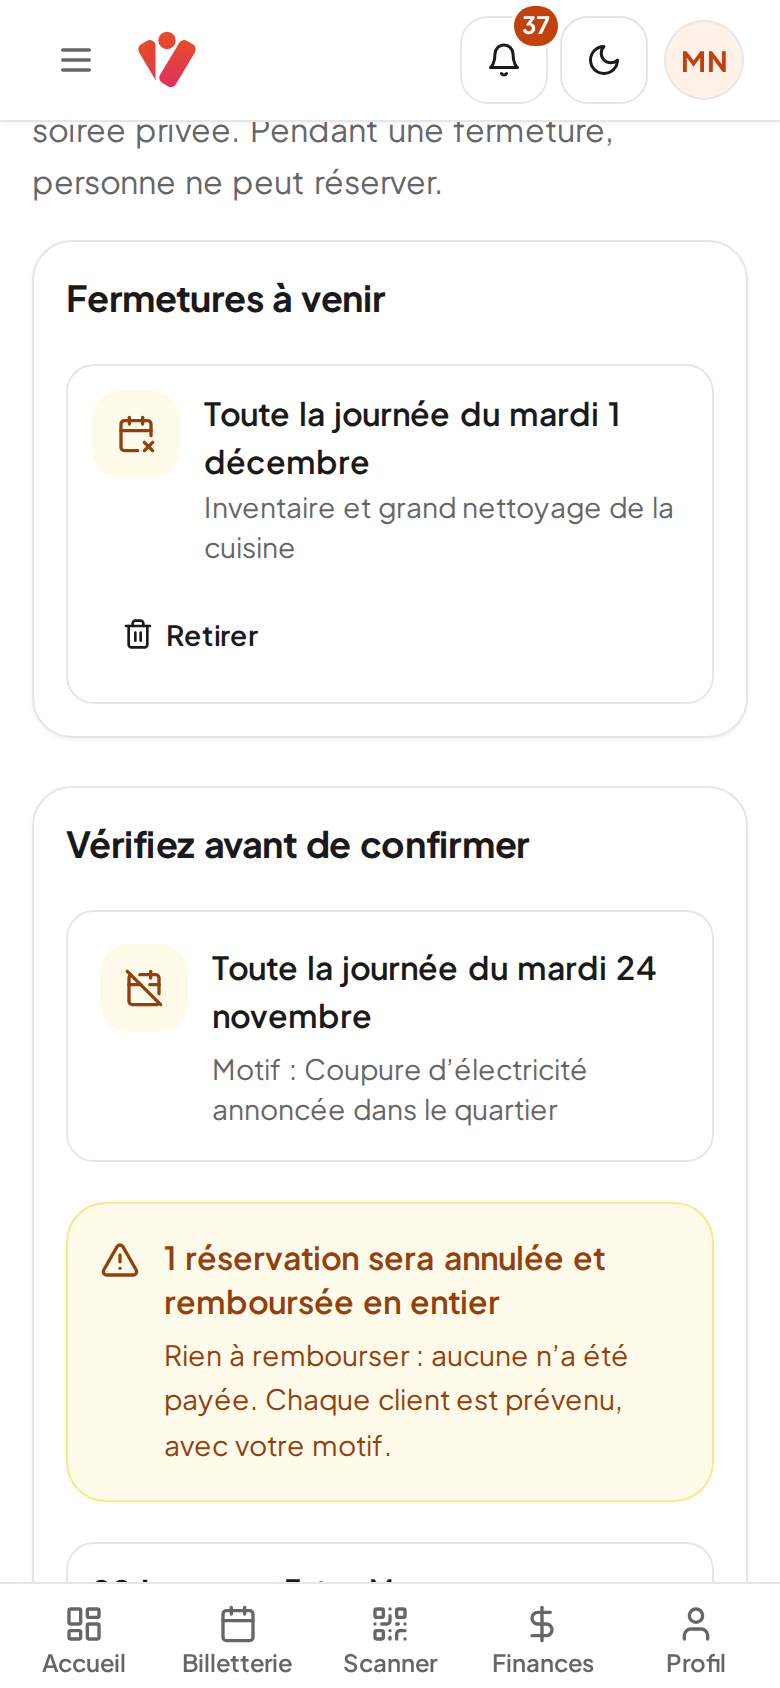 37
MN
soirée privée. Pendant une fermeture,
personne ne peut réserver.
Fermetures à venir
Toute la journée du mardi 1
décembre
Inventaire et grand nettoyage de la
cuisine
Retirer
Vérifiez avant de confirmer
Toute la journée du mardi 24
novembre
Motif : Coupure d’électricité
annoncée dans le quartier
1 réservation sera annulée et
remboursée en entier
Rien à rembourser : aucune n’a été
payée. Chaque client est prévenu,
avec votre motif.
Accueil
Billetterie
Scanner
Finances
Profil